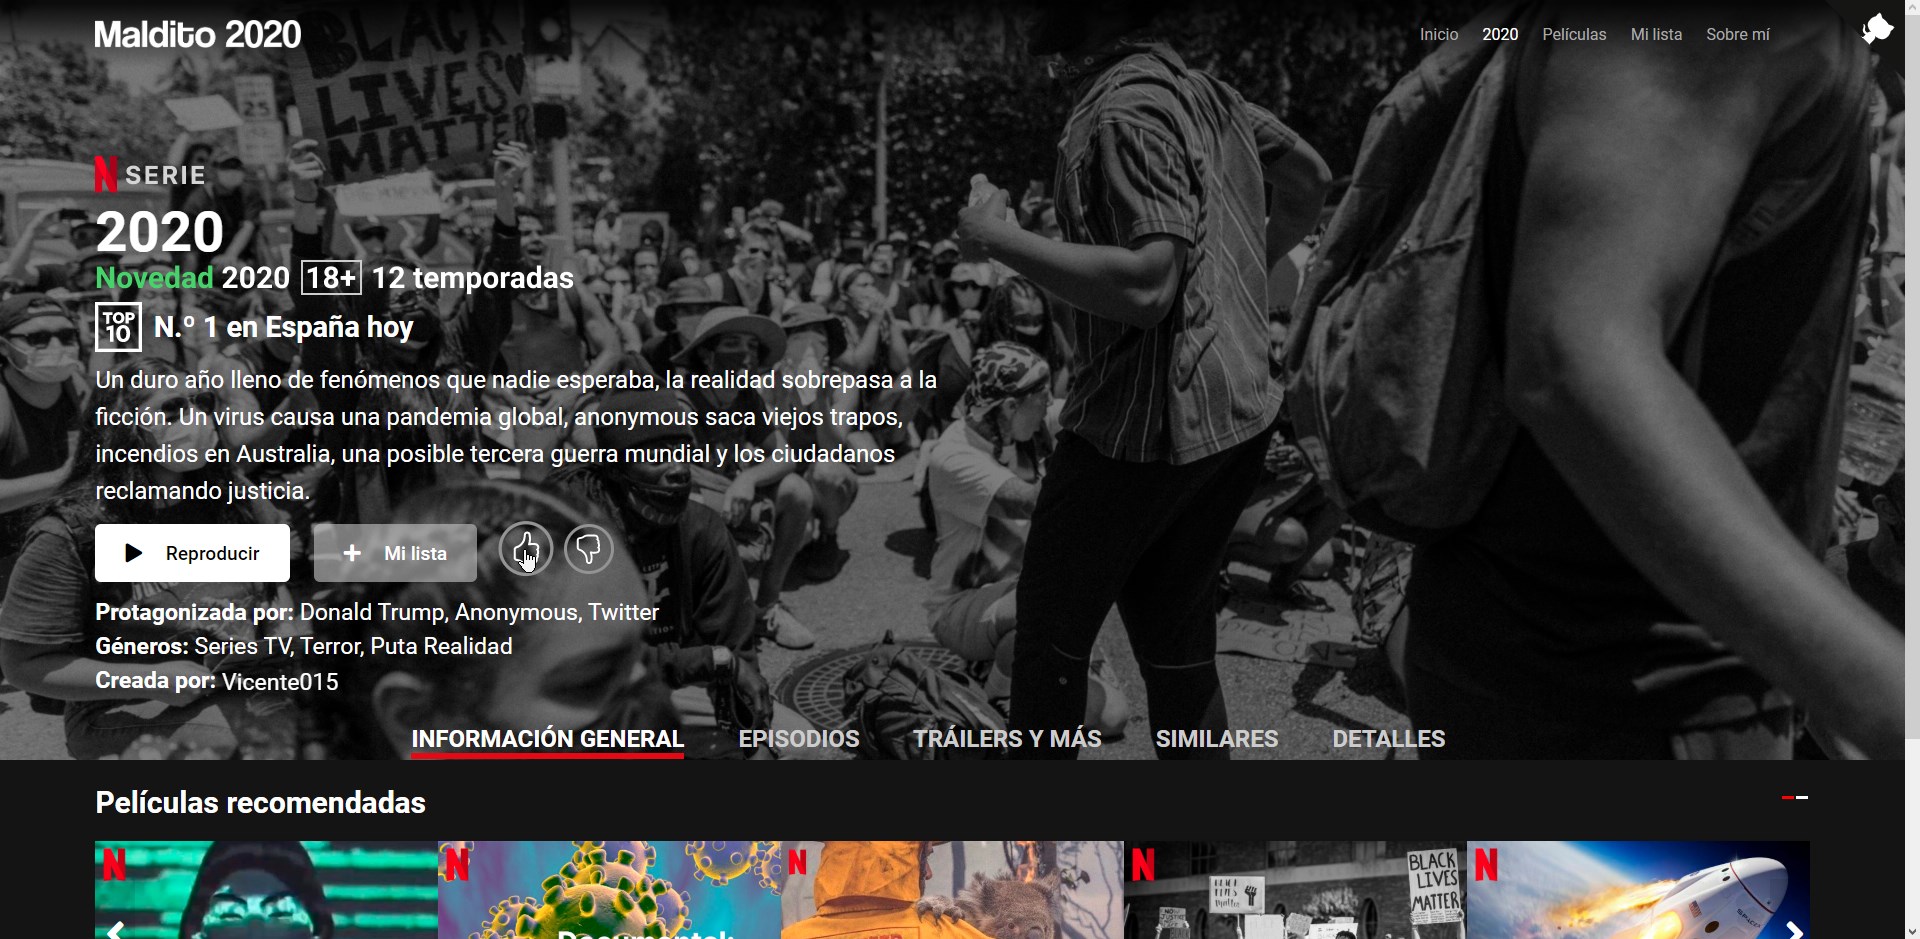 Maldito 2020
Inicio 2020 Películas Mi lista Sobre mí
BLACK
LIVES
MATTER
N SERIE
2020
Novedad 2020 18+ 12 temporadas
TOP
10
N.º 1 en España hoy
Un duro año lleno de fenómenos que nadie esperaba, la realidad sobrepasa a la
ficción. Un virus causa una pandemia global, anonymous saca viejos trapos,
incendios en Australia, una posible tercera guerra mundial y los ciudadanos
reclamando justicia.
Reproducir
Mi lista
Protagonizada por: Donald Trump, Anonymous, Twitter
Géneros: Series TV, Terror, Puta Realidad
Creada por: Vicente015
INFORMACIÓN GENERAL EPISODIOS TRÁILERS Y MÁS SIMILARES DETALLES
Películas recomendadas
N
N
N
N
BLACK
LIVES
MATTER
N